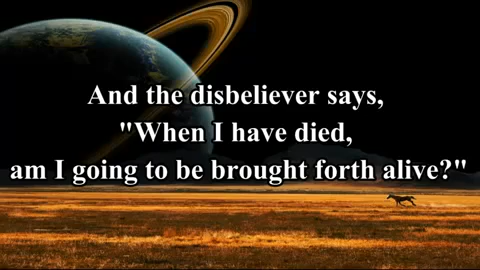 And the disbeliever says,
"When I have died,
am I going to be brought forth alive?"